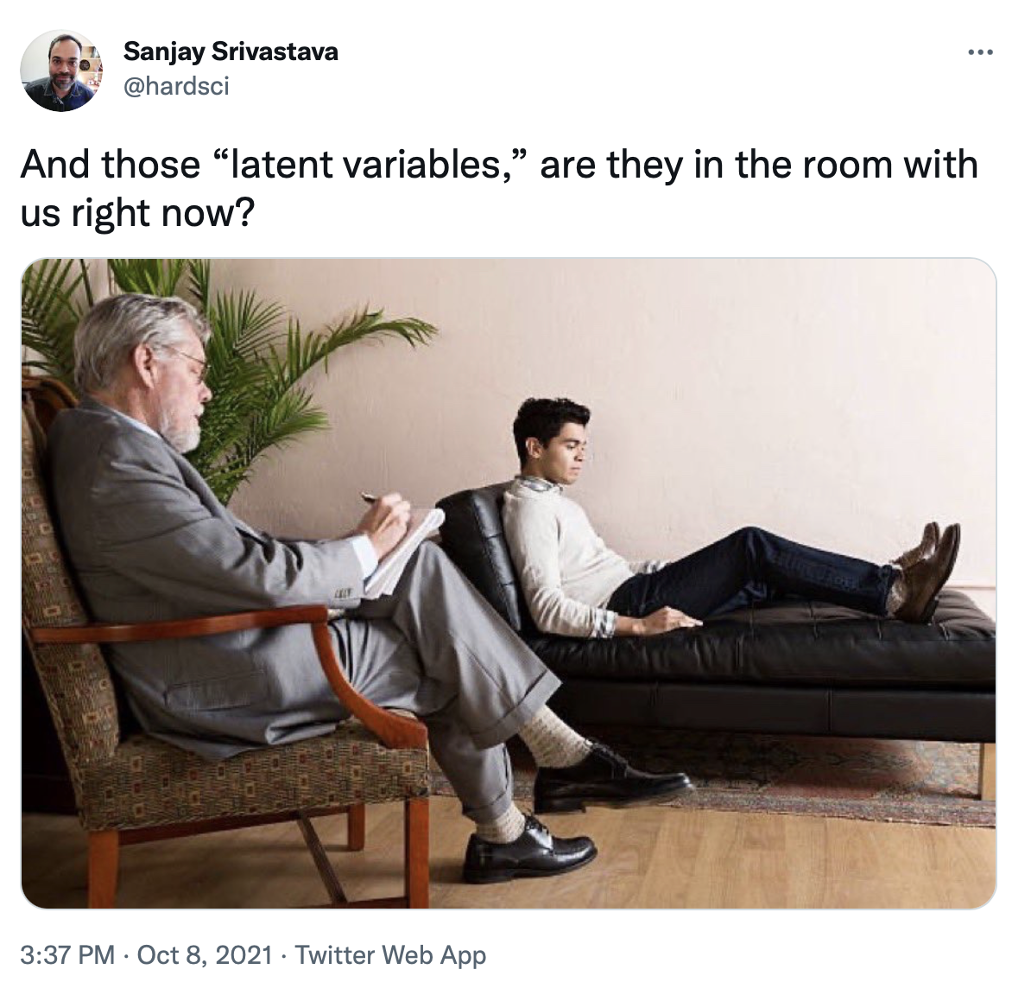 Sanjay Srivastava
@hardsci
And those “latent variables,” are they in the room with
us right now?
3:37 PM · Oct 8, 2021 · Twitter Web App